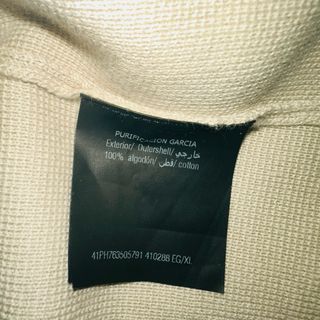 PURIFICACION GARCIA
Exterior/ Outershell/ خارجي/
100% algodón/ قطن/ cotton
41PH763505791 410288 EG/XL